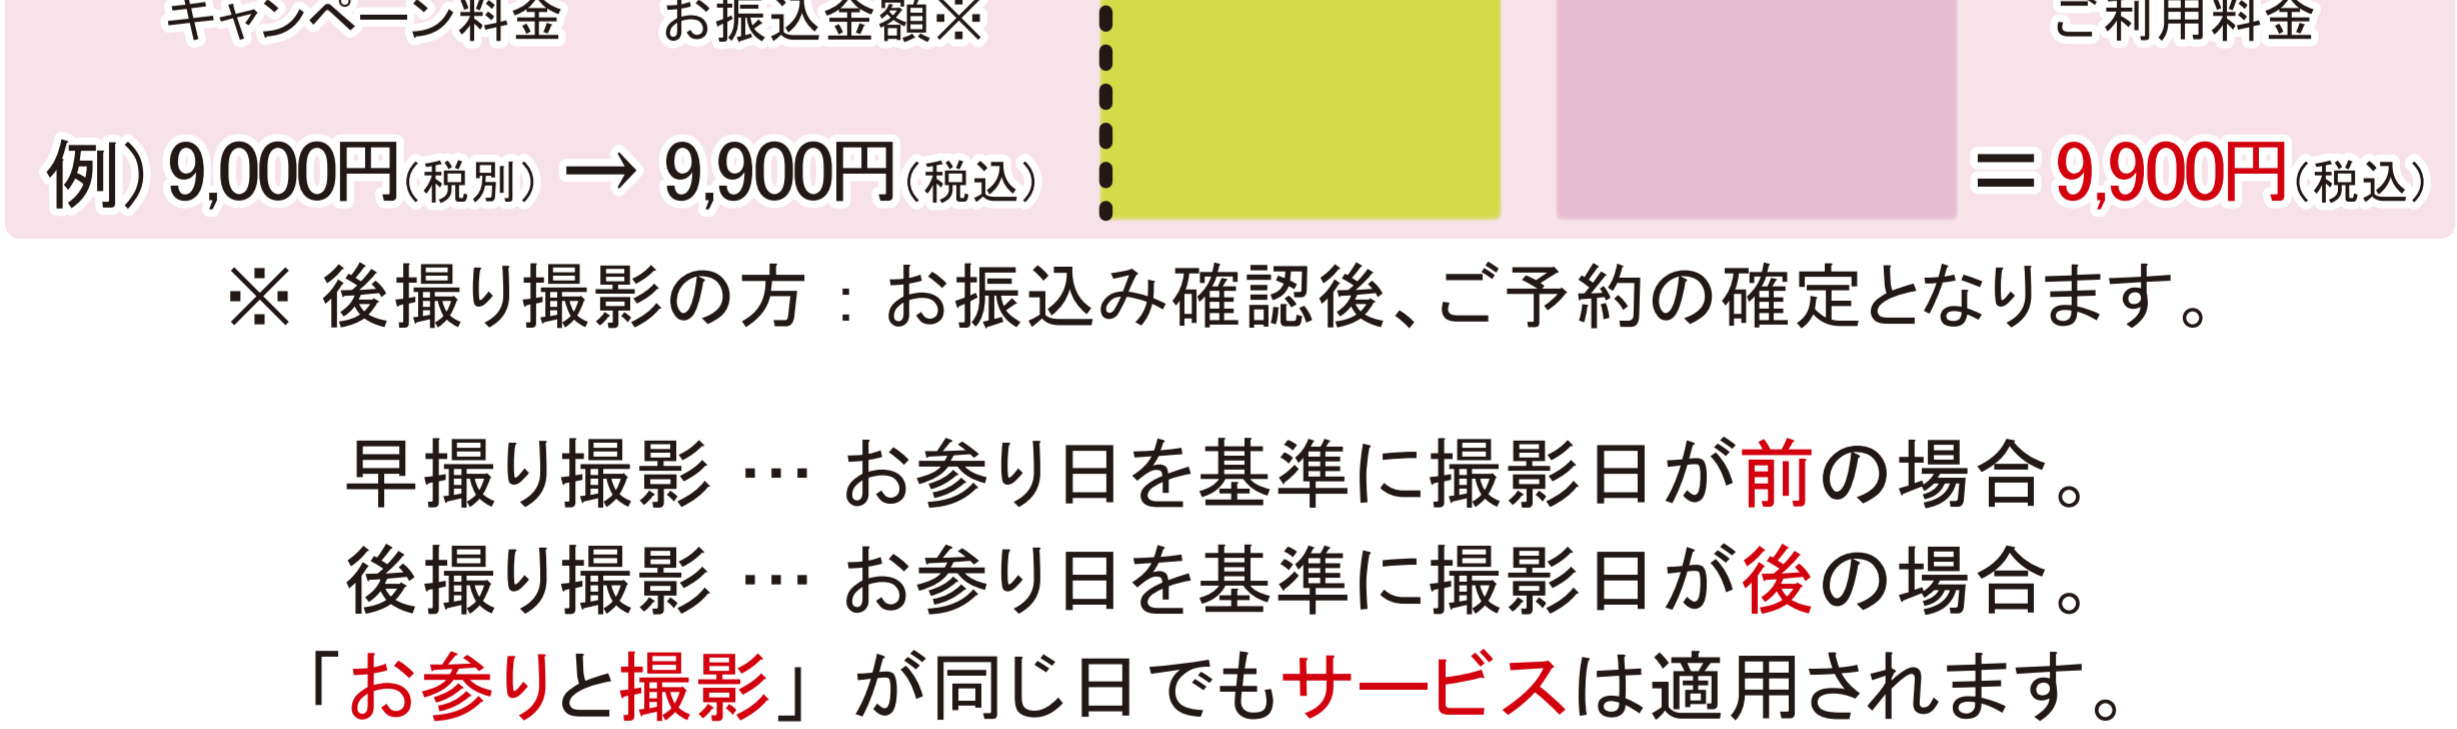 キャンペーン料金 お振込金額※ ご利用料金
例) 9,000円(税別) → 9,900円(税込) = 9,900円(税込)
※ 後撮り撮影の方：お振込み確認後、ご予約の確定となります。
早撮り撮影 … お参り日を基準に撮影日が前の場合。
後撮り撮影 … お参り日を基準に撮影日が後の場合。
「お参りと撮影」が同じ日でもサービスは適用されます。